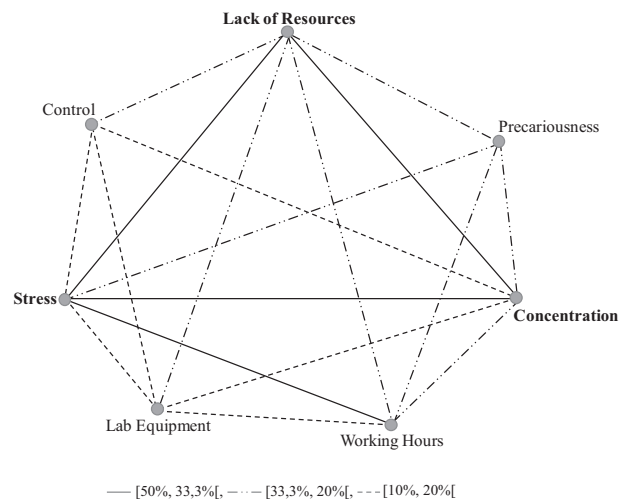 Lack of Resources
Control
Precariousness
Stress
Concentration
Lab Equipment
Working Hours
[50%, 33,3%[, [33,3%, 20%[, [10%, 20%[